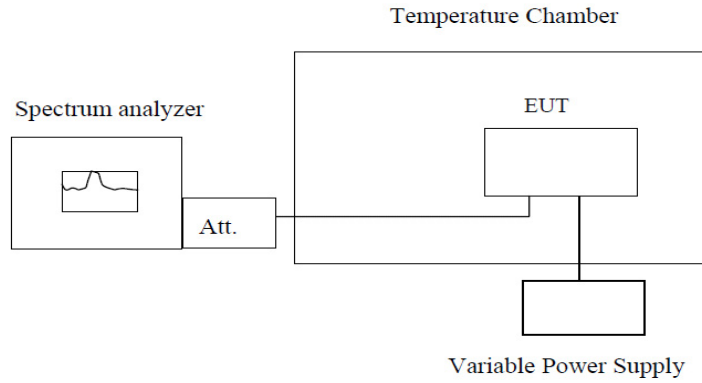 Temperature Chamber
Spectrum analyzer
EUT
Att.
Variable Power Supply